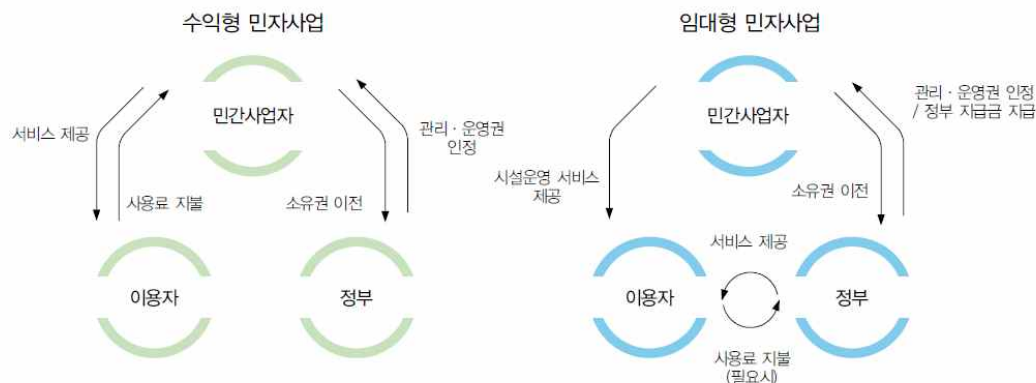 수익형 민자사업
민간사업자
서비스 제공
관리 · 운영권
인정
사용료 지불
소유권 이전
이용자
정부
임대형 민자사업
민간사업자
관리 · 운영권 인정
/ 정부 지급금 지급
시설운영 서비스
제공
소유권 이전
서비스 제공
이용자
정부
사용료 지불
(필요시)